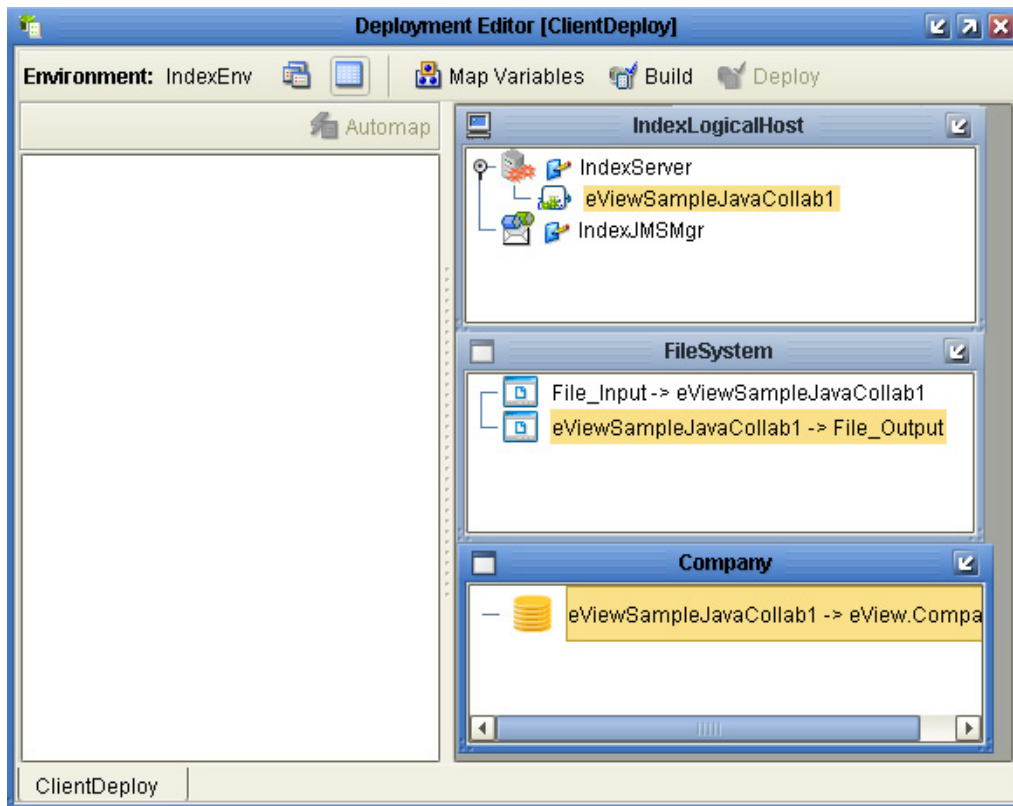 Deployment Editor [ClientDeploy]
Environment: IndexEnv Map Variables Build Deploy
Automap
IndexLogicalHost
IndexServer
eViewSampleJavaCollab1
IndexJMSMgr
FileSystem
File_Input -> eViewSampleJavaCollab1
eViewSampleJavaCollab1 -> File_Output
Company
eViewSampleJavaCollab1 -> eView.Compa
ClientDeploy